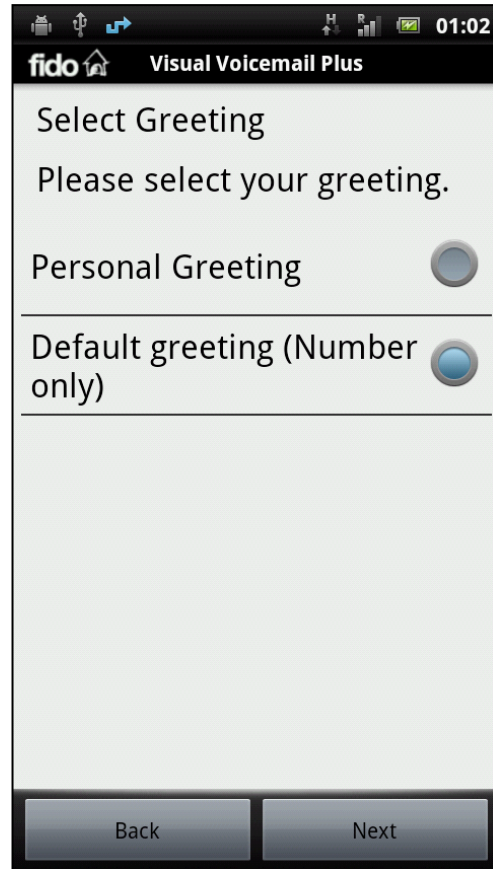 H R 01:02
fido Visual Voicemail Plus
Select Greeting
Please select your greeting.
Personal Greeting
Default greeting (Number
only)
Back Next